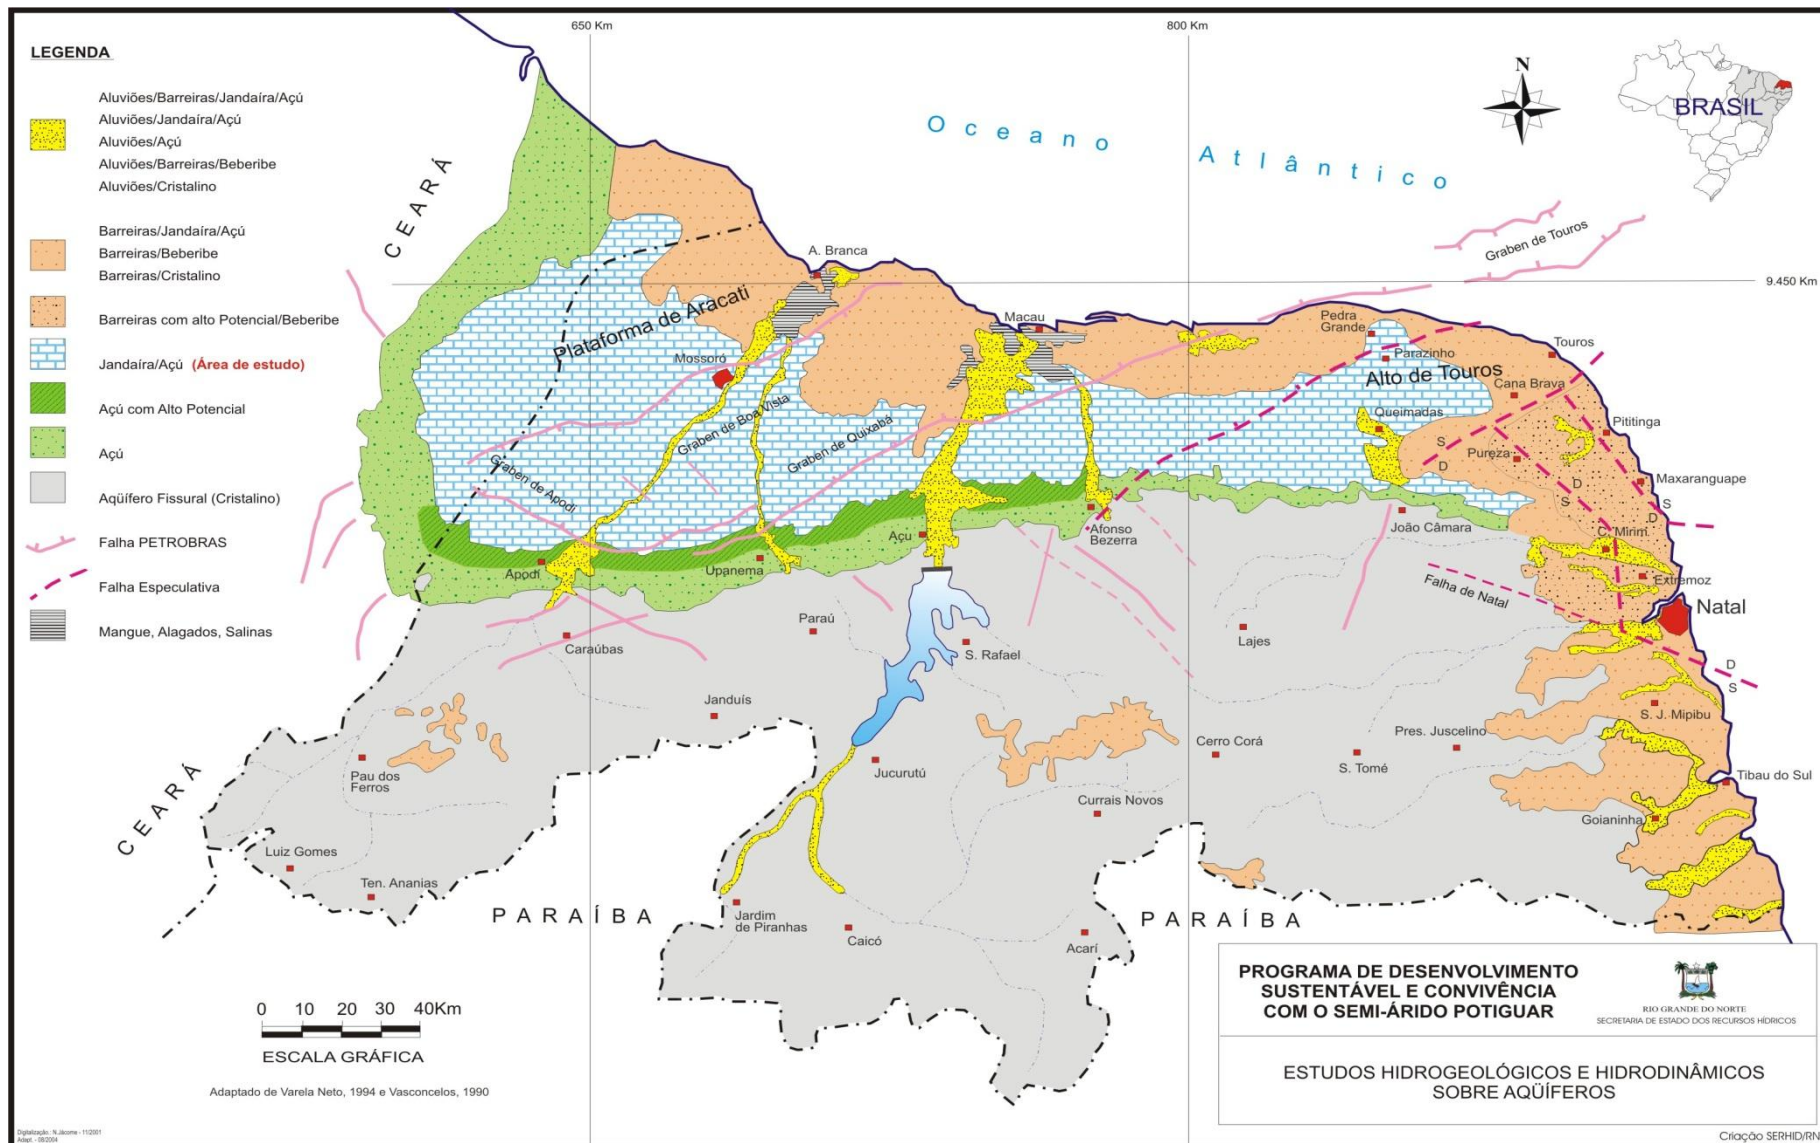 650 Km
800 Km
LEGENDA
Aluviões/Barreiras/Jandaíra/Açú
Aluviões/Jandaíra/Açú
Aluviões/Açú
Aluviões/Barreiras/Beberibe
Aluviões/Cristalino
Barreiras/Jandaíra/Açú
Barreiras/Beberibe
Barreiras/Cristalino
Barreiras com alto Potencial/Beberibe
Jandaíra/Açú (Área de estudo)
Açú com Alto Potencial
Açú
Aqüífero Fissural (Cristalino)
Falha PETROBRAS
Falha Especulativa
Mangue, Alagados, Salinas
N
BRASIL
Oceano Atlântico
CEARÁ
Graben de Touros
9.450 Km
A. Branca
Plataforma de Aracati
Macau
Pedra
Grande
Parazinho
Touros
Mossoró
Alto de Touros
Cana Brava
Graben de Boa Vista
Queimadas
Pititinga
Graben de Quixabá
S
D
Pureza
Graben de Apodi
Maxaranguape
D
S
S
D
Afonso
Bezerra
João Câmara
Açu
C. Mirim
Apodi
Upanema
Extremoz
Falha de Natal
Natal
Paraú
Lajes
Caraúbas
S. Rafael
D
S
Janduís
S. J. Mipibu
Pres. Juscelino
Cerro Corá
S. Tomé
CEARÁ
Pau dos
Ferros
Jucurutú
Tibau do Sul
Currais Novos
Goianinha
Luiz Gomes
Ten. Ananias
PARAÍBA
PARAÍBA
Jardim
de Piranhas
Caicó
Acarí
0 10 20 30 40Km
ESCALA GRÁFICA
Adaptado de Varela Neto, 1994 e Vasconcelos, 1990
PROGRAMA DE DESENVOLVIMENTO
SUSTENTÁVEL E CONVIVÊNCIA
COM O SEMI-ÁRIDO POTIGUAR
RIO GRANDE DO NORTE
SECRETARIA DE ESTADO DOS RECURSOS HÍDRICOS
ESTUDOS HIDROGEOLÓGICOS E HIDRODINÂMICOS
SOBRE AQÜÍFEROS
Digitalização: N.Jácome - 11/2001
Adapt. - 08/2004
Criação SERHID/RN